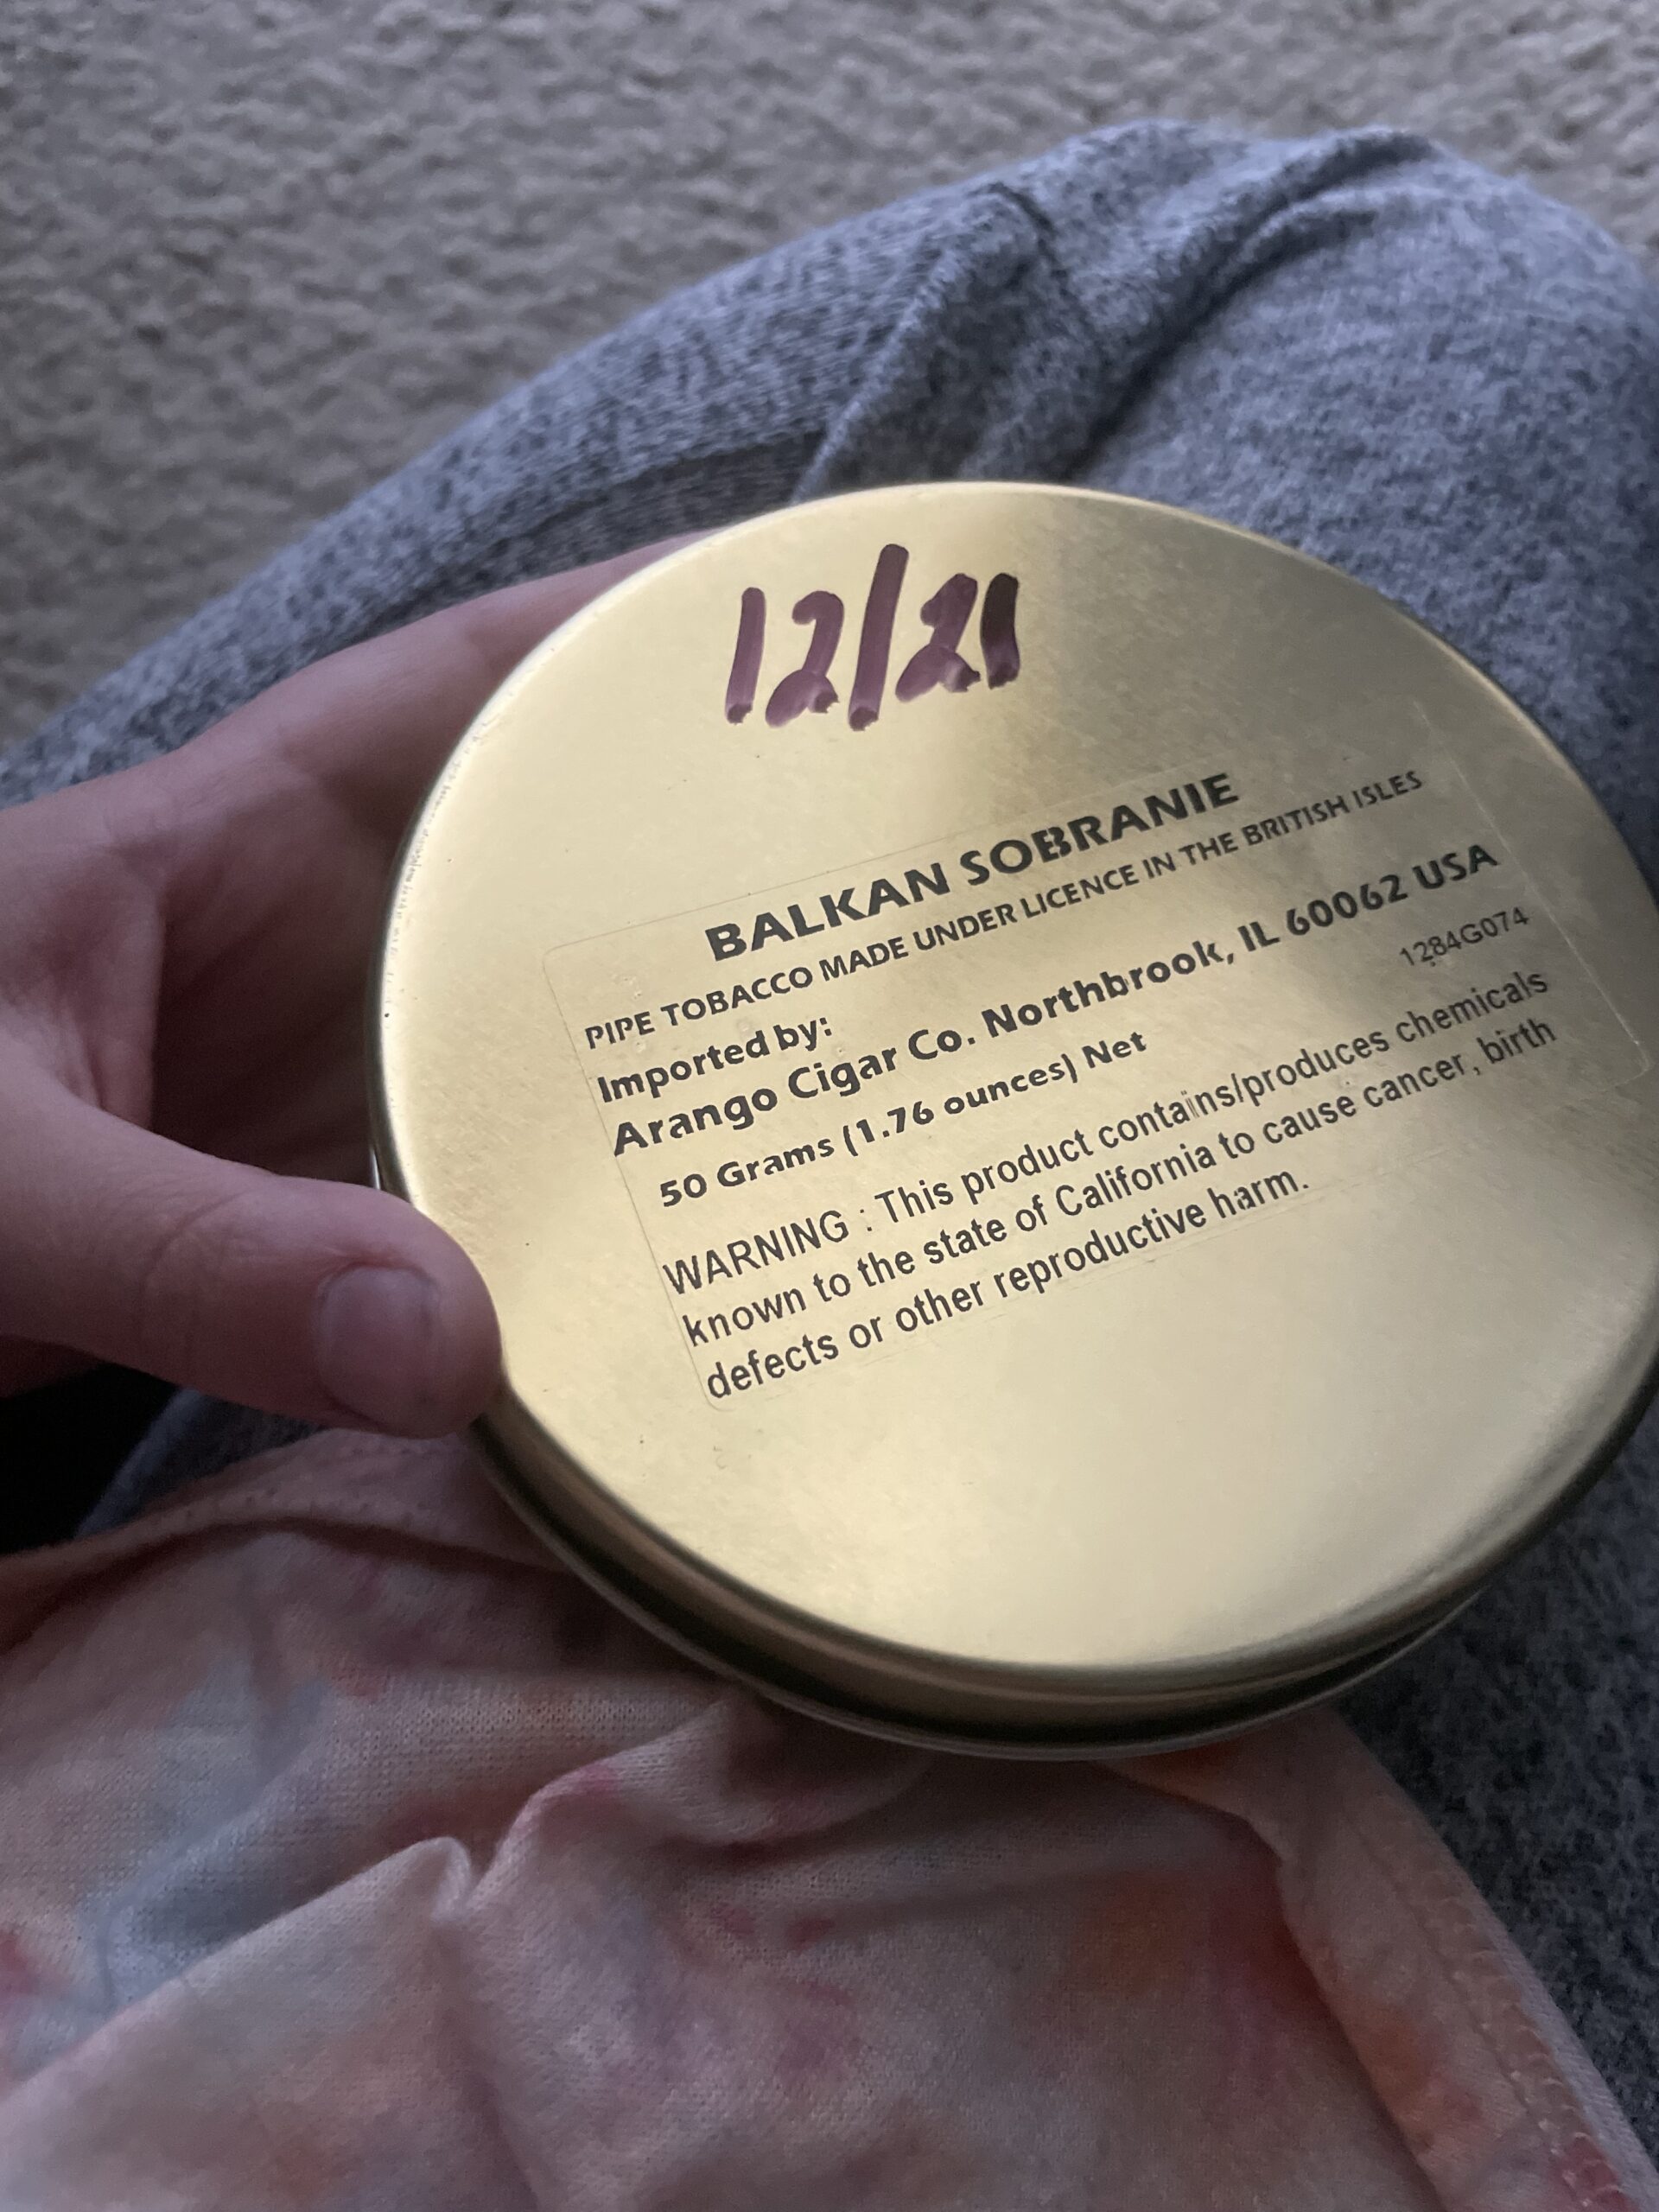 12/21
BALKAN SOBRANIE
PIPE TOBACCO MADE UNDER LICENCE IN THE BRITISH ISLES
Imported by:
Arango Cigar Co. Northbrook, IL 60062 USA
1284G074
50 Grams (1.76 ounces) Net
WARNING : This product contains/produces chemicals
known to the state of California to cause cancer, birth
defects or other reproductive harm.